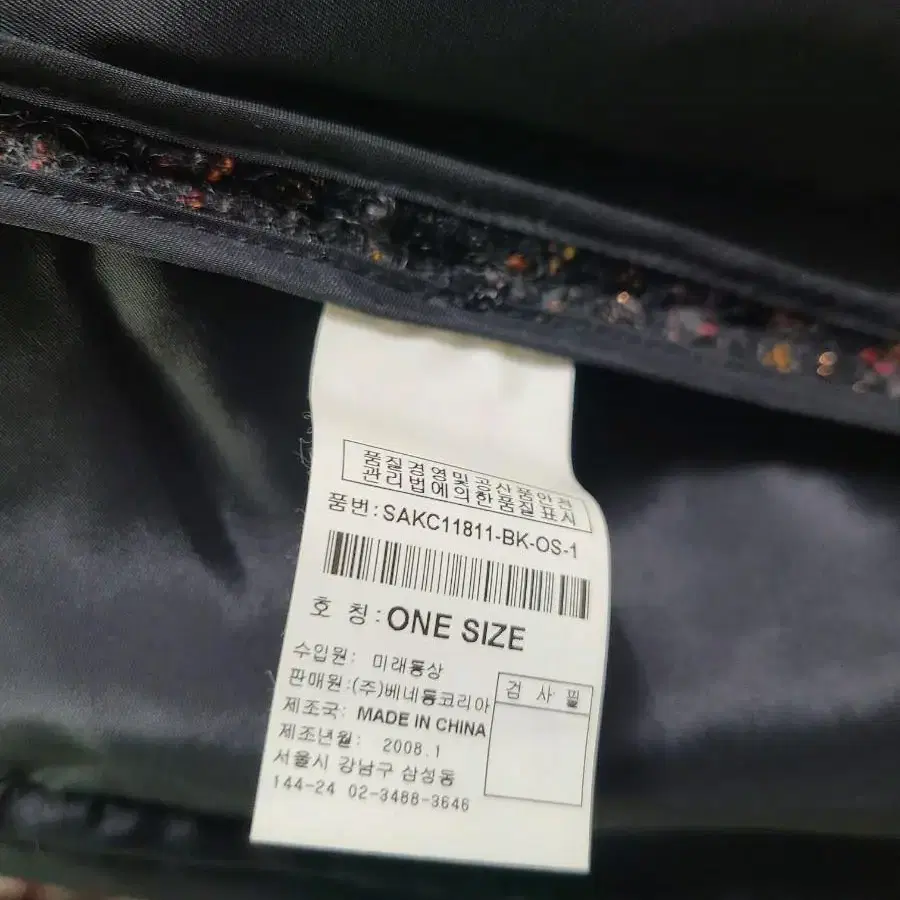 품질경영및공산품안전
관리법에의한품질표시
품번:SAKC11811-BK-OS-1
호 칭:ONE SIZE
수입원: 미래통상
판매원:(주)베네통코리아
제조국: MADE IN CHINA
제조년월: 2008.1
서울시 강남구 삼성동
144-24 02-3488-3646
검 사 필